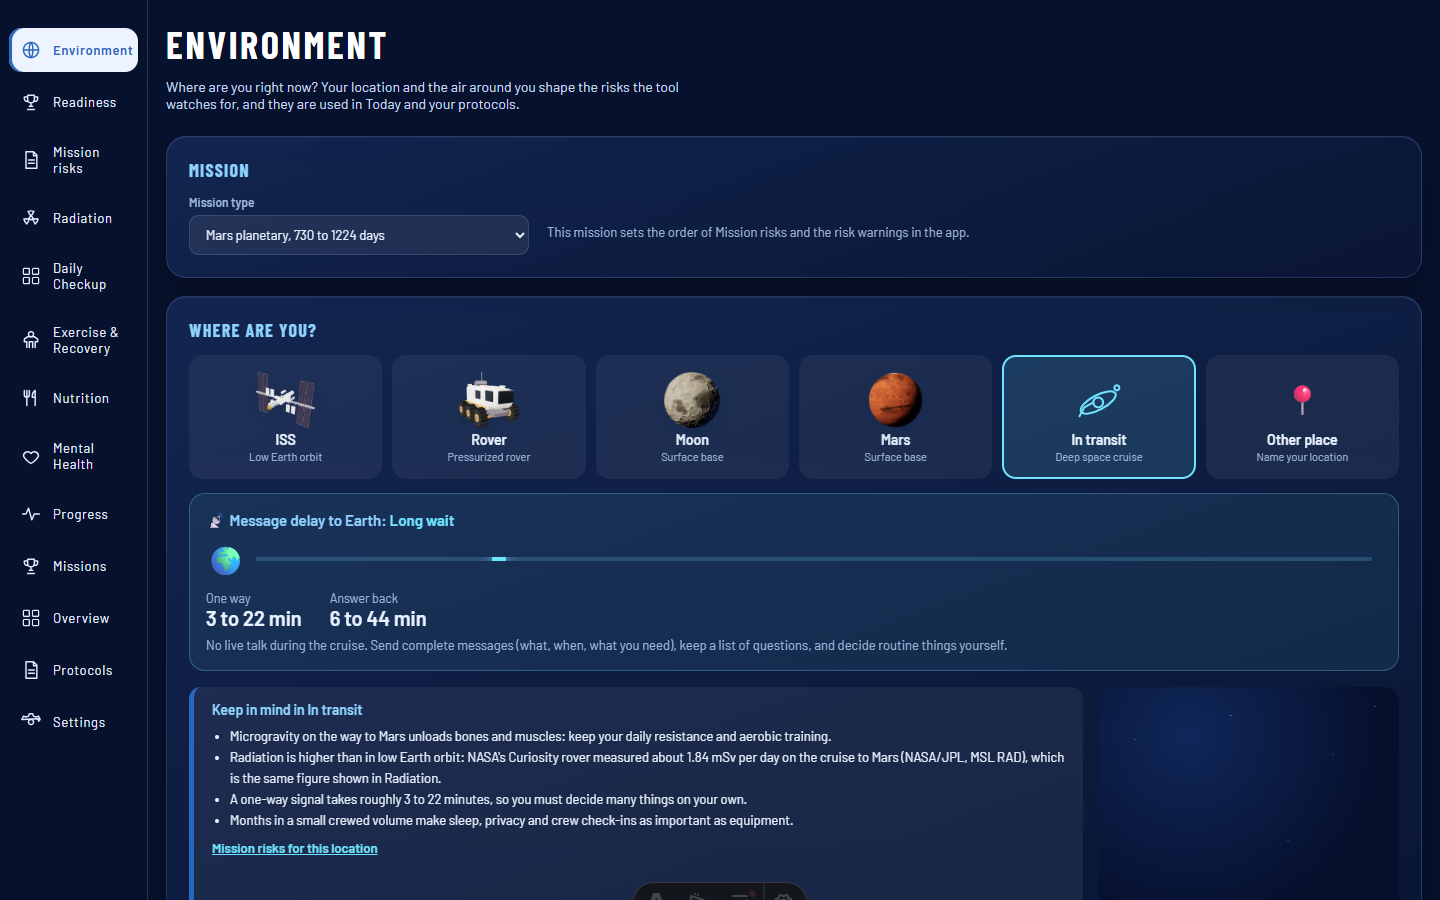 Environment
Readiness
Mission
risks
Radiation
Daily
Checkup
Exercise &
Recovery
Nutrition
Mental
Health
Progress
Missions
Overview
Protocols
Settings
ENVIRONMENT
Where are you right now? Your location and the air around you shape the risks the tool
watches for, and they are used in Today and your protocols.
MISSION
Mission type
Mars planetary, 730 to 1224 days
This mission sets the order of Mission risks and the risk warnings in the app.
WHERE ARE YOU?
ISS
Low Earth orbit
Rover
Pressurized rover
Moon
Surface base
Mars
Surface base
In transit
Deep space cruise
Other place
Name your location
Message delay to Earth: Long wait
One way
3 to 22 min
Answer back
6 to 44 min
No live talk during the cruise. Send complete messages (what, when, what you need), keep a list of questions, and decide routine things yourself.
Keep in mind in In transit
Microgravity on the way to Mars unloads bones and muscles: keep your daily resistance and aerobic training.
Radiation is higher than in low Earth orbit: NASA's Curiosity rover measured about 1.84 mSv per day on the cruise to Mars (NASA/JPL, MSL RAD), which
is the same figure shown in Radiation.
A one-way signal takes roughly 3 to 22 minutes, so you must decide many things on your own.
Months in a small crewed volume make sleep, privacy and crew check-ins as important as equipment.
Mission risks for this location